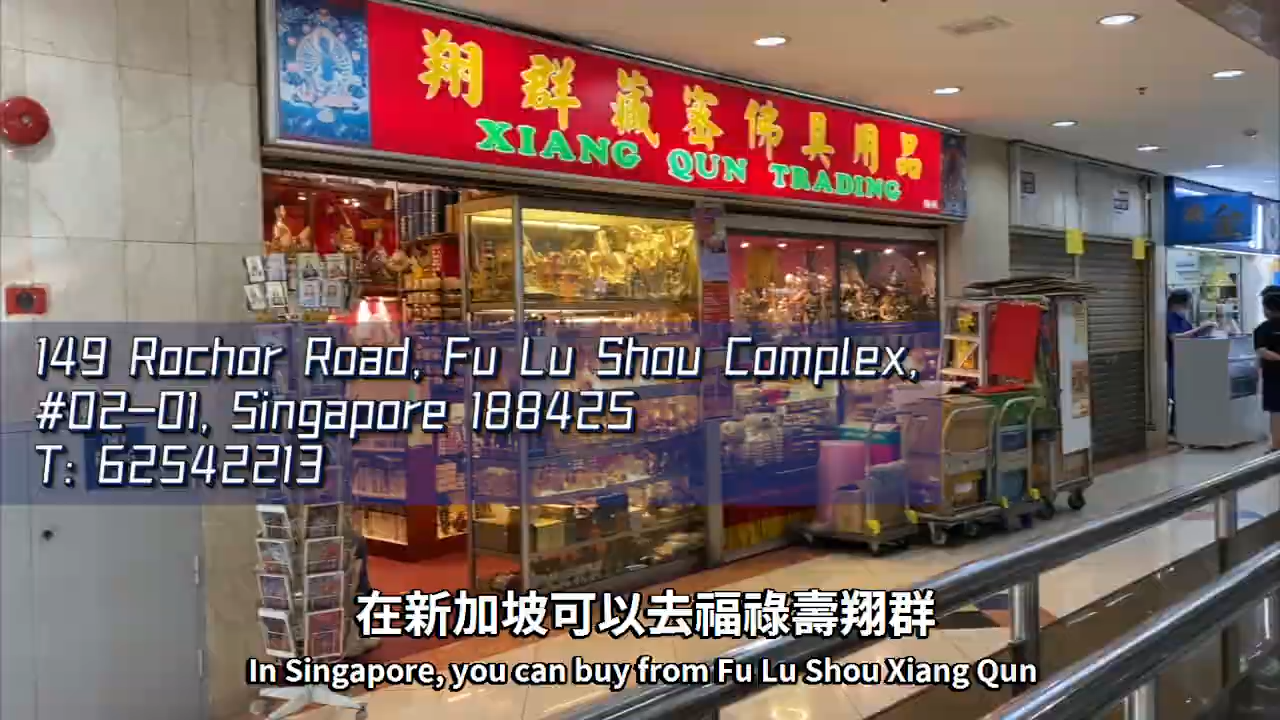 翔群藏密佛具用品
XIANG QUN TRADING
149 Rochor Road, Fu Lu Shou Complex,
#02-01, Singapore 188425
T: 62542213
在新加坡可以去福祿壽翔群
In Singapore, you can buy from Fu Lu Shou Xiang Qun